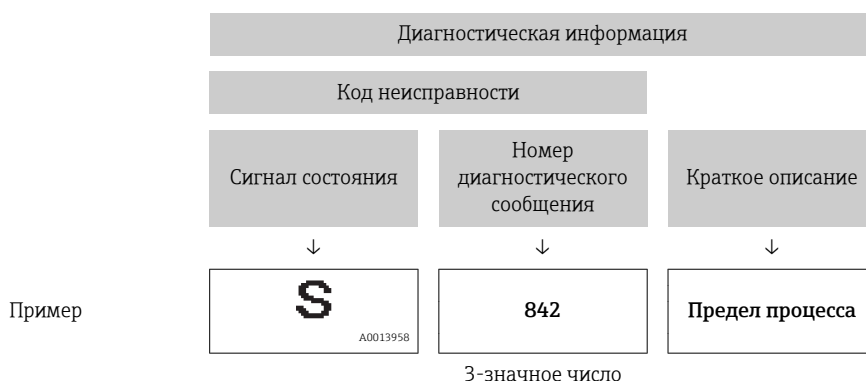 Диагностическая информация
Код неисправности
Сигнал состояния
Номер
диагностического
сообщения
Краткое описание
↓ ↓ ↓
Пример
S
A0013958
842
Предел процесса
3-значное число